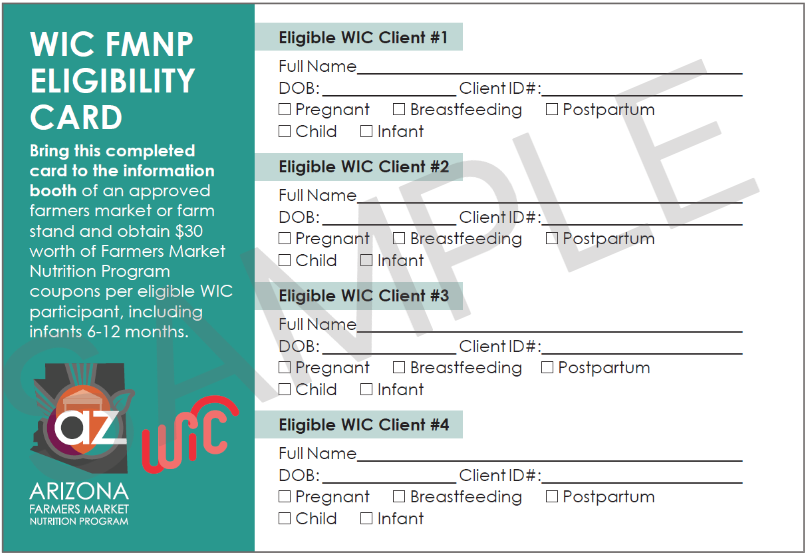 WIC FMNP
ELIGIBILITY
CARD
Bring this completed
card to the information
booth of an approved
farmers market or farm
stand and obtain $30
worth of Farmers Market
Nutrition Program
coupons per eligible WIC
participant, including
infants 6-12 months.
az
wic
ARIZONA
FARMERS MARKET
NUTRITION PROGRAM
Eligible WIC Client #1
Full Name
DOB: Client ID#:
Pregnant Breastfeeding Postpartum
Child Infant
Eligible WIC Client #2
Full Name
DOB: Client ID#:
Pregnant Breastfeeding Postpartum
Child Infant
Eligible WIC Client #3
Full Name
DOB: Client ID#:
Pregnant Breastfeeding Postpartum
Child Infant
Eligible WIC Client #4
Full Name
DOB: Client ID#:
Pregnant Breastfeeding Postpartum
Child Infant
SAMPLE